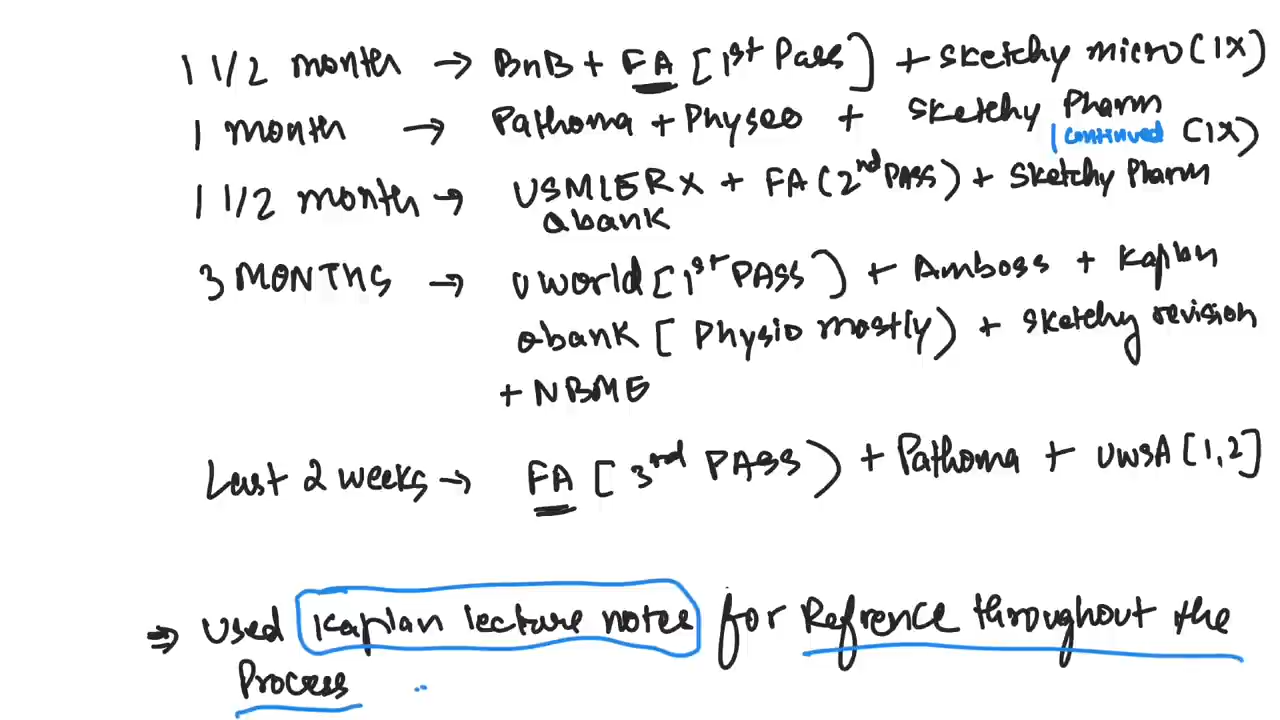 1 1/2 month → BnB + FA [1st Pass] + sketchy micro (1x)
1 month → Pathoma + Physeo + sketchy Pharm
(continued (1x)
1 1/2 month → USMLERX + FA (2nd PASS) + Sketchy Pharm
Qbank
3 MONTHS → Uworld [1st PASS) + Amboss + Kaplan
Qbank [Physio mostly) + sketchy revision
+ NBME
Last 2 weeks → FA [3rd PASS) + Pathoma + UWSA [1,2]
⇒ Used Kaplan lecture notes for Refrence throughout the
Process